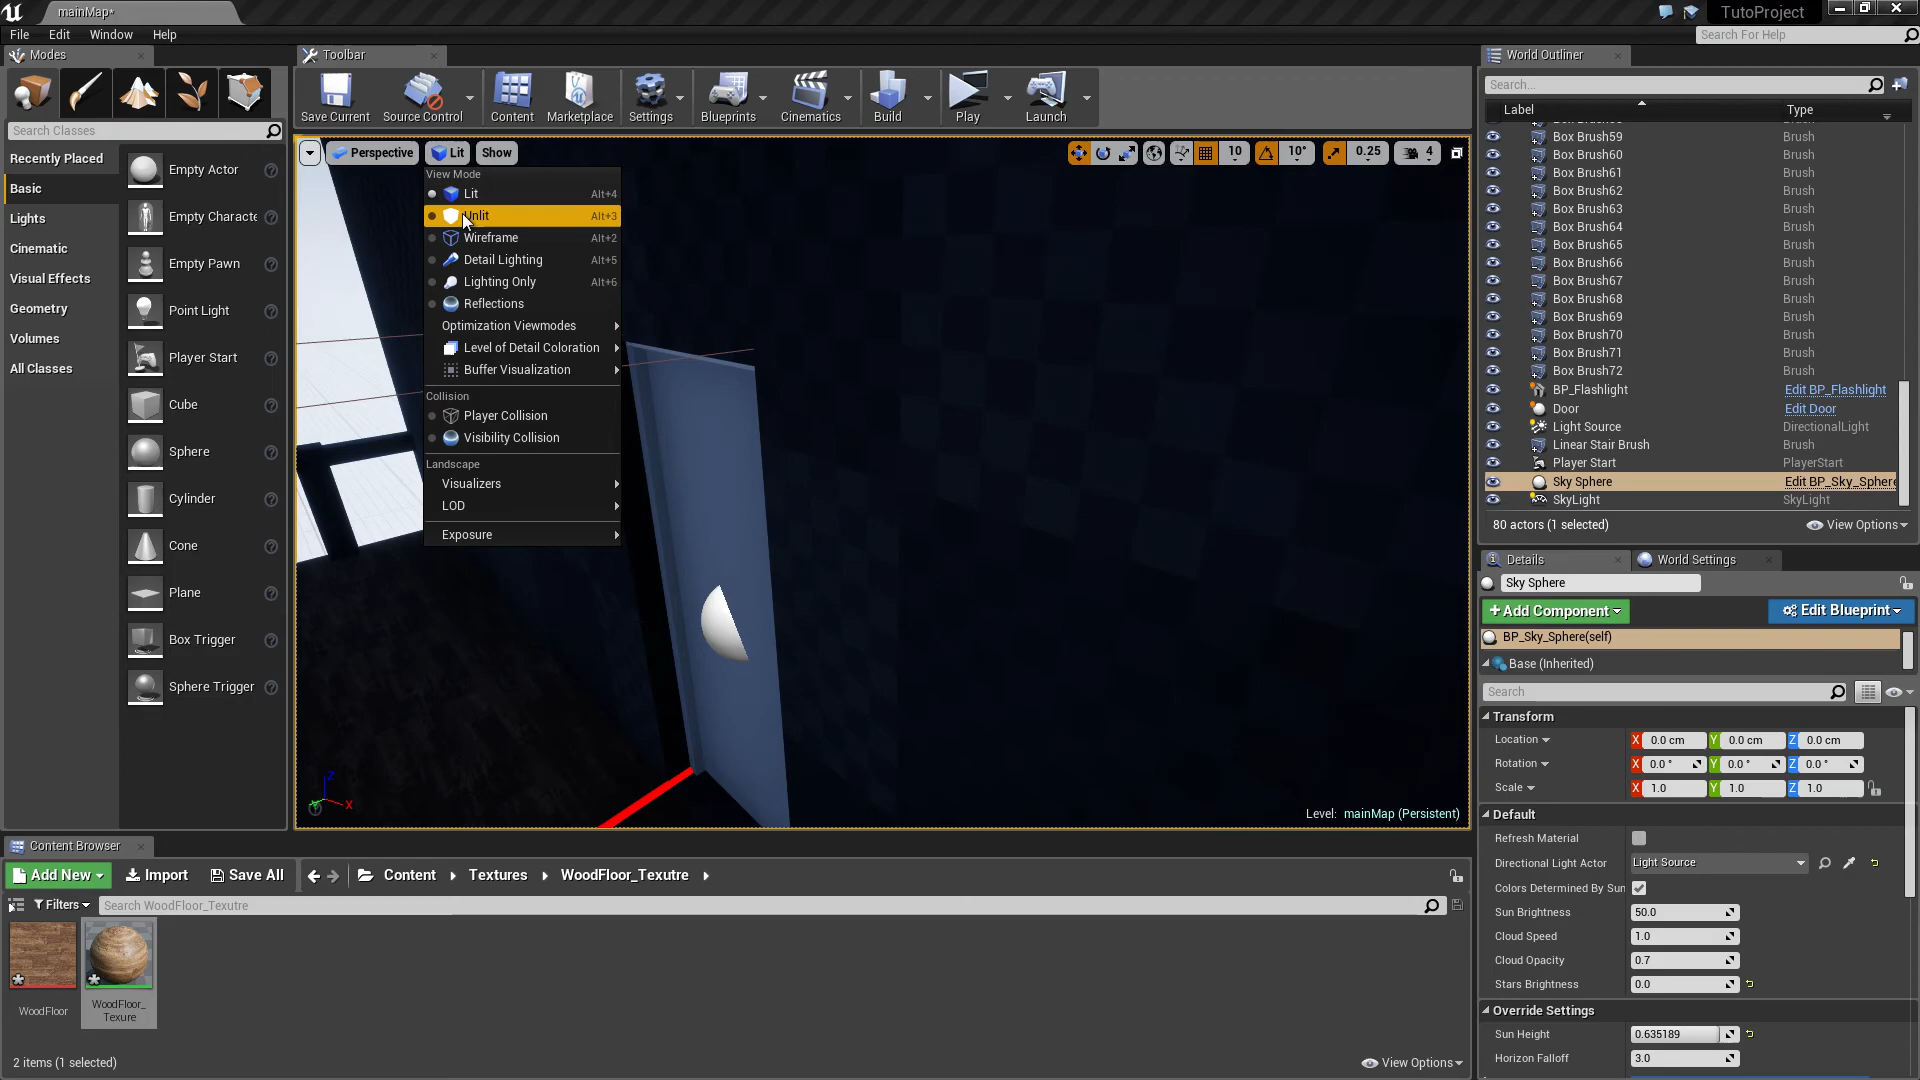 mainMap*
TutoProject
File Edit Window Help
Search For Help
Modes
Toolbar
World Outliner
Save Current
Source Control
Content
Marketplace
Settings
Blueprints
Cinematics
Build
Play
Launch
Search...
Label
Type
Search Classes
Recently Placed
Basic
Lights
Cinematic
Visual Effects
Geometry
Volumes
All Classes
Empty Actor
Empty Characte
Empty Pawn
Point Light
Player Start
Cube
Sphere
Cylinder
Cone
Plane
Box Trigger
Sphere Trigger
Perspective
Lit
Show
10
10°
0.25
4
View Mode
Lit Alt+4
Unlit Alt+3
Wireframe Alt+2
Detail Lighting Alt+5
Lighting Only Alt+6
Reflections
Optimization Viewmodes
Level of Detail Coloration
Buffer Visualization
Collision
Player Collision
Visibility Collision
Landscape
Visualizers
LOD
Exposure
X
Y
Z
Level: mainMap (Persistent)
Box Brush59 Brush
Box Brush60 Brush
Box Brush61 Brush
Box Brush62 Brush
Box Brush63 Brush
Box Brush64 Brush
Box Brush65 Brush
Box Brush66 Brush
Box Brush67 Brush
Box Brush68 Brush
Box Brush69 Brush
Box Brush70 Brush
Box Brush71 Brush
Box Brush72 Brush
BP_Flashlight Edit BP_Flashlight
Door Edit Door
Light Source DirectionalLight
Linear Stair Brush Brush
Player Start PlayerStart
Sky Sphere Edit BP_Sky_Sphere
SkyLight SkyLight
80 actors (1 selected)
View Options
Details
World Settings
Sky Sphere
+Add Component
Edit Blueprint
BP_Sky_Sphere(self)
Base (Inherited)
Search
Transform
Location X 0.0 cm Y 0.0 cm Z 0.0 cm
Rotation X 0.0 ° Y 0.0 ° Z 0.0 °
Scale X 1.0 Y 1.0 Z 1.0
Default
Refresh Material
Directional Light Actor Light Source
Colors Determined By Sun
Sun Brightness 50.0
Cloud Speed 1.0
Cloud Opacity 0.7
Stars Brightness 0.0
Override Settings
Sun Height 0.635189
Horizon Falloff 3.0
Content Browser
Add New
Import
Save All
Content
Textures
WoodFloor_Texutre
Filters
Search WoodFloor_Texutre
WoodFloor
WoodFloor_
Texure
2 items (1 selected)
View Options